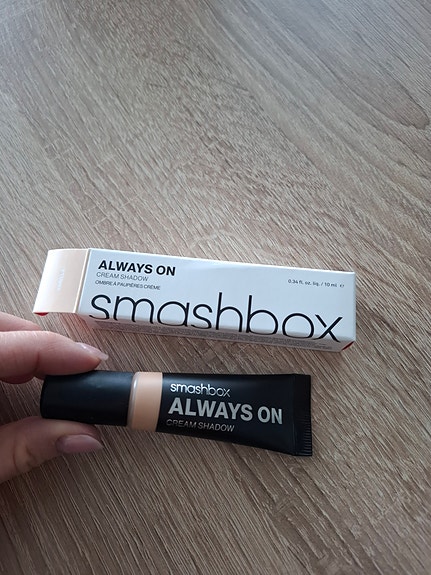 ALWAYS ON
CREAM SHADOW
OMBRE À PAUPIÈRES CRÈME
0.34 fl. oz. liq. / 10 ml ℮
smashbox
smashbox
ALWAYS ON
CREAM SHADOW